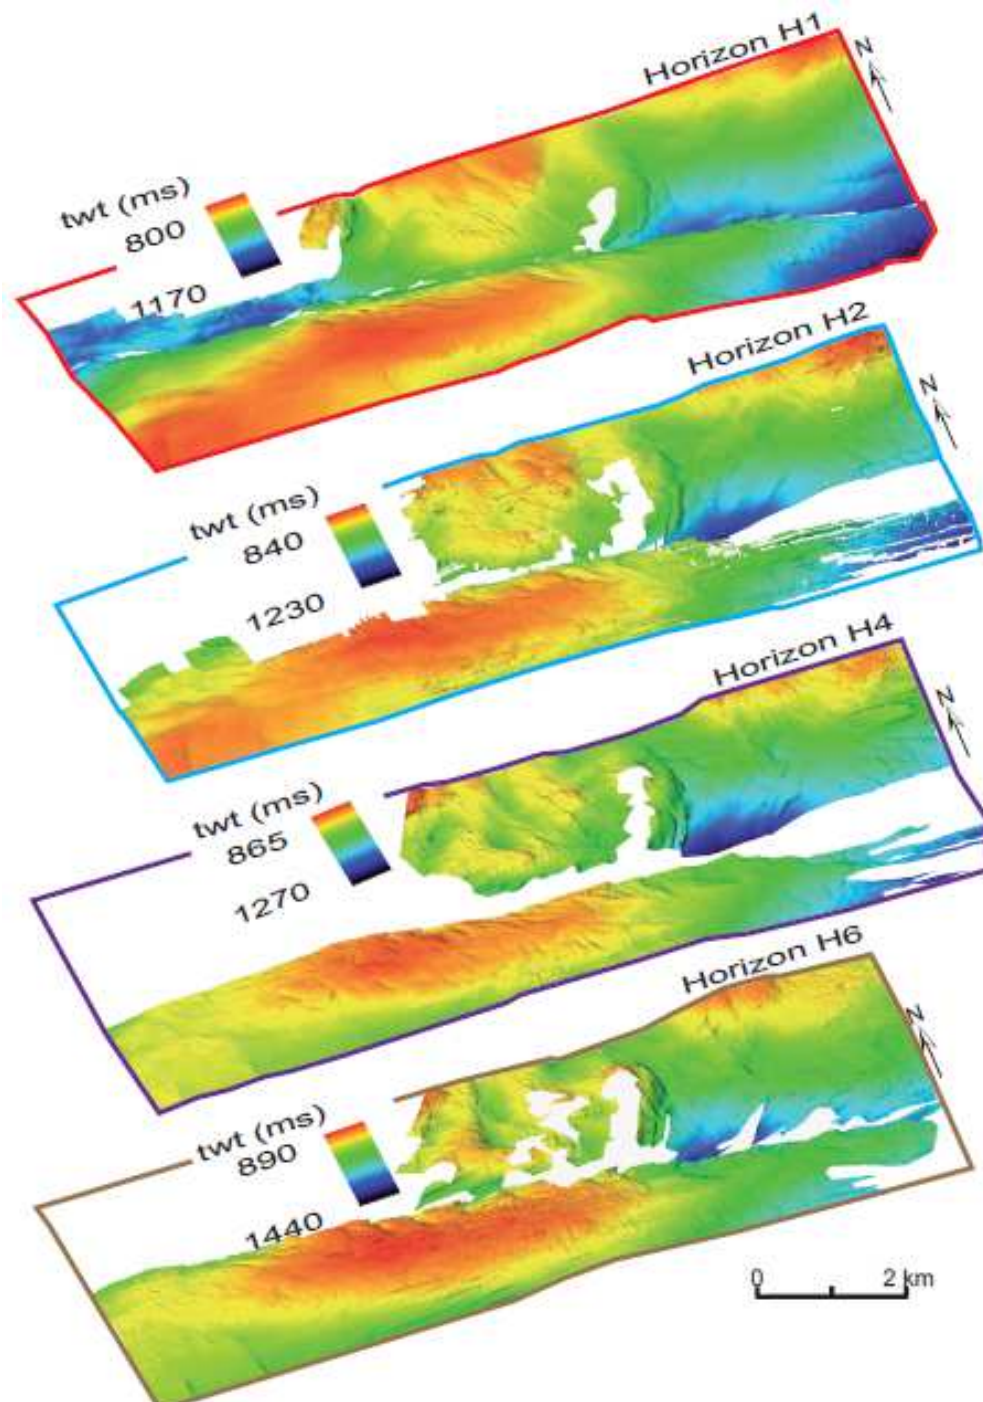 Horizon H1
N
twt (ms)
800
1170
Horizon H2
N
twt (ms)
840
1230
Horizon H4
N
twt (ms)
865
1270
Horizon H6
N
twt (ms)
890
1440
0 2 km